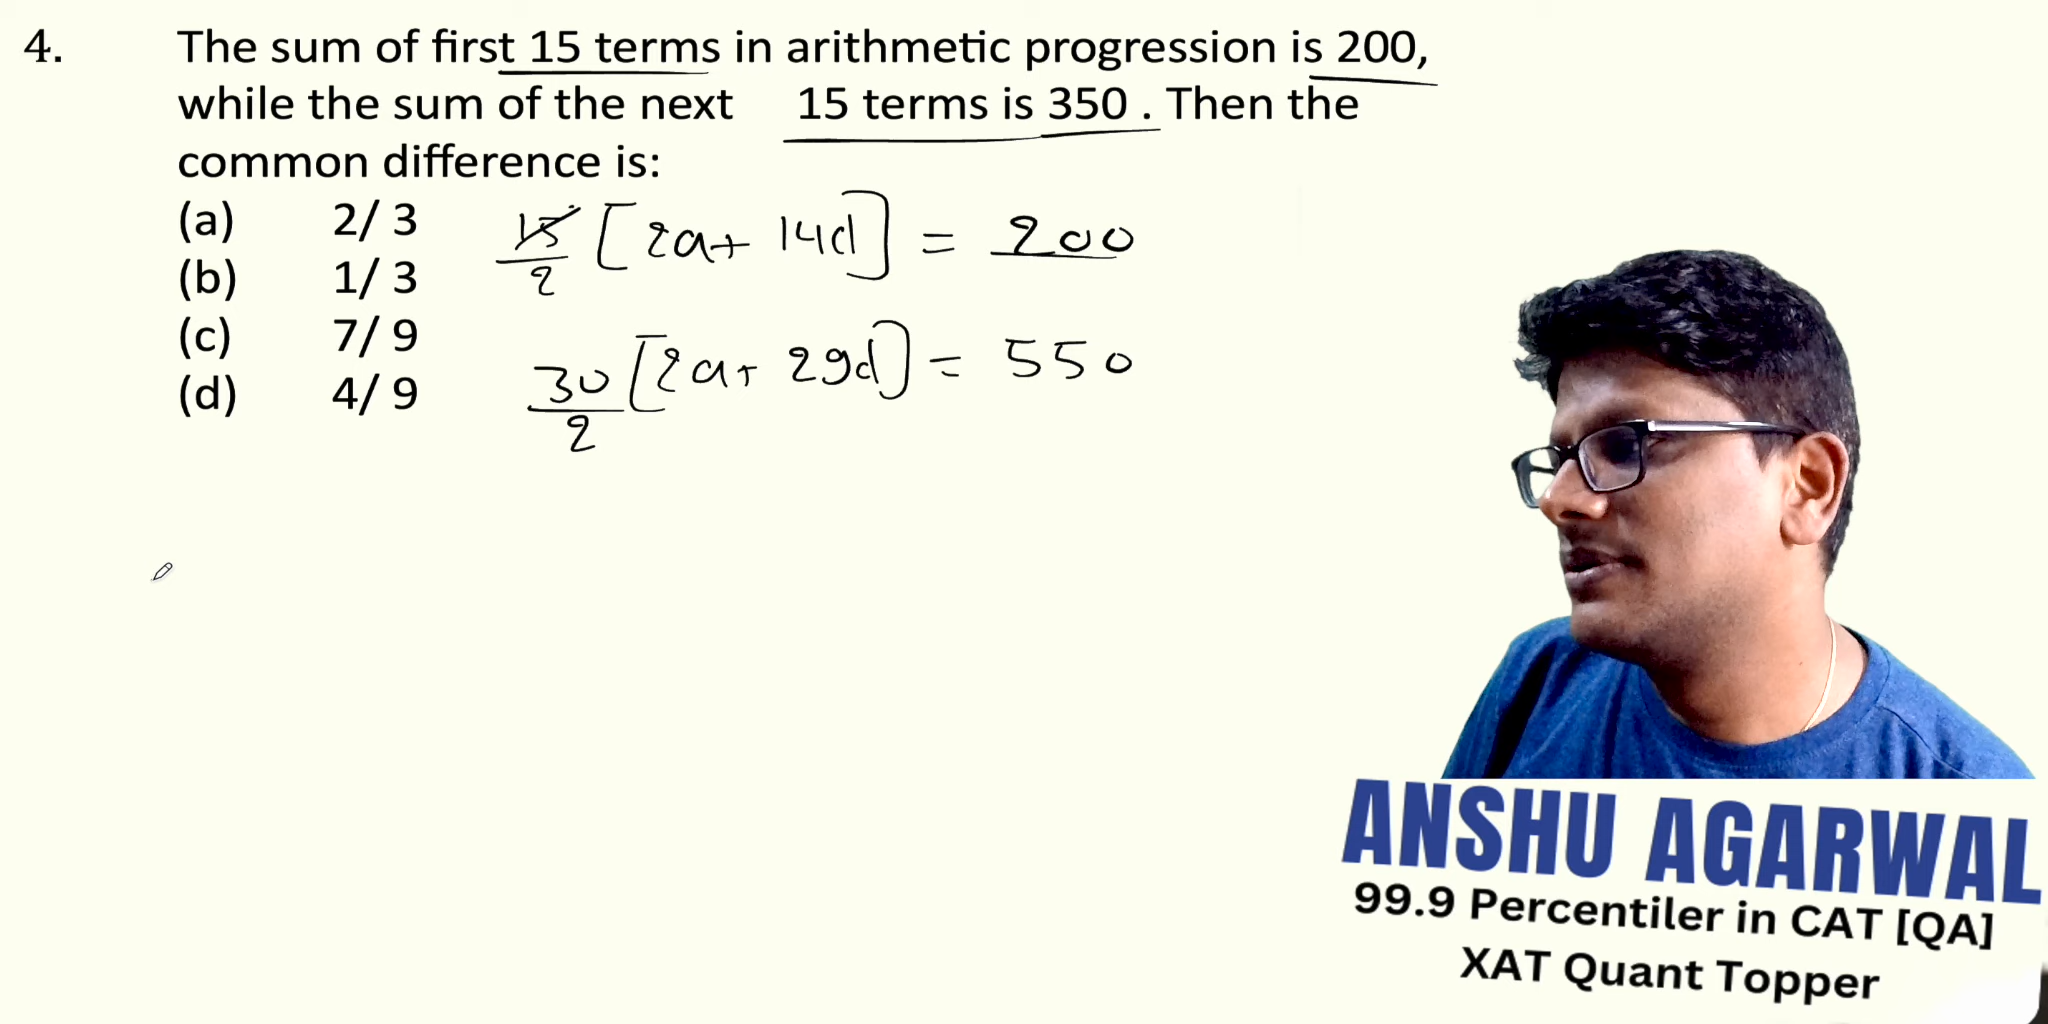 4. The sum of first 15 terms in arithmetic progression is 200,
while the sum of the next 15 terms is 350 . Then the
common difference is:
(a) 2/ 3
(b) 1/ 3
(c) 7/ 9
(d) 4/ 9
15/2 [2a+ 14d] = 200
30/2 [2a+ 29d] = 550
ANSHU AGARWAL
99.9 Percentiler in CAT [QA]
XAT Quant Topper